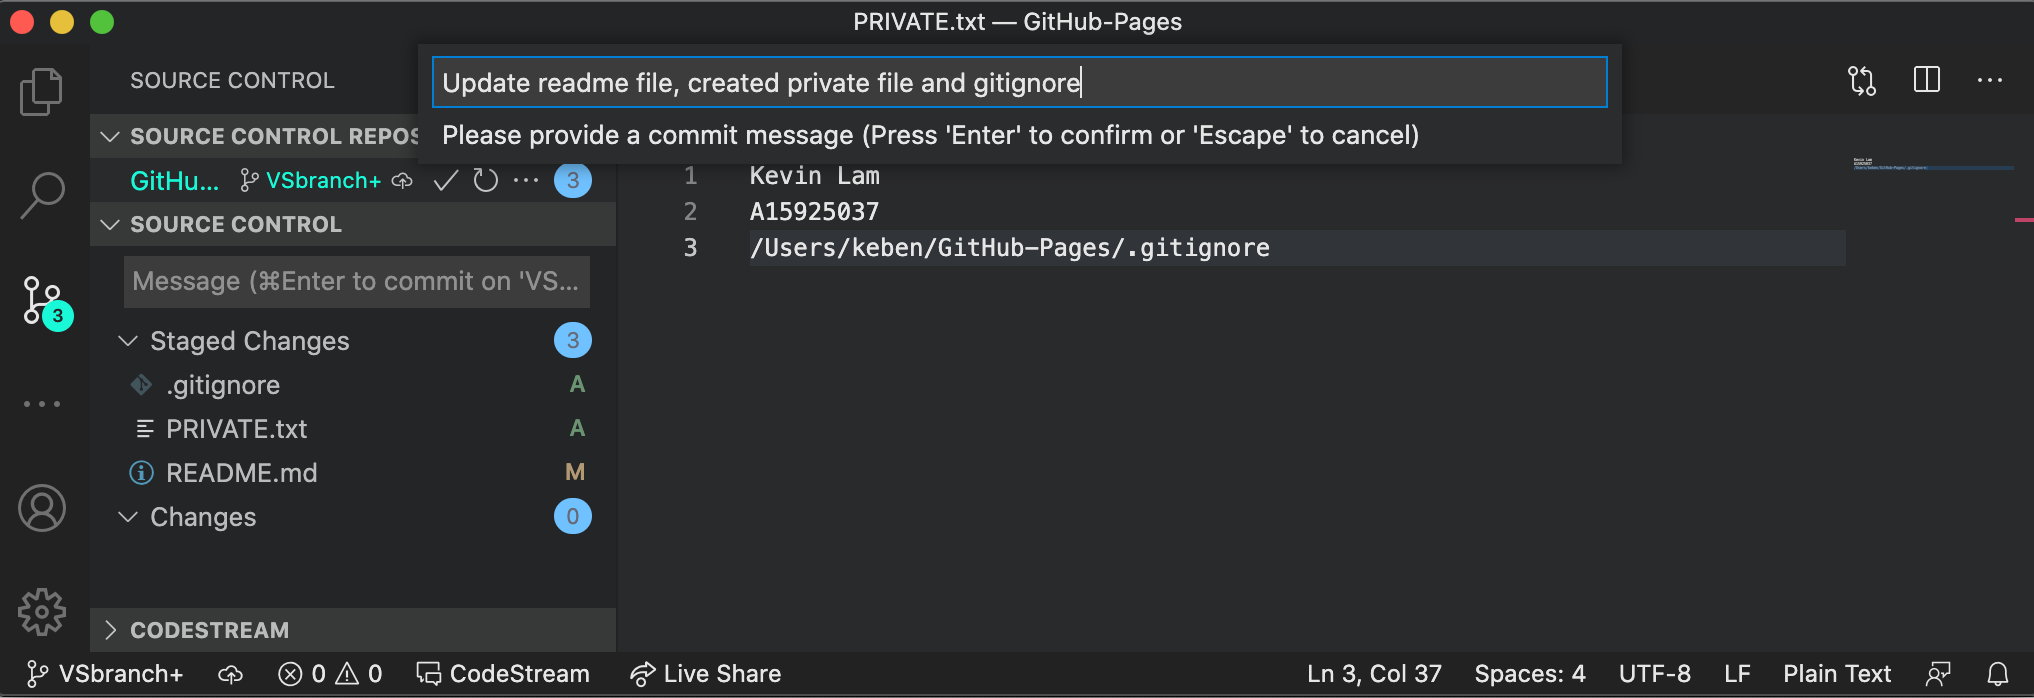 PRIVATE.txt — GitHub-Pages
SOURCE CONTROL
Update readme file, created private file and gitignore
Please provide a commit message (Press 'Enter' to confirm or 'Escape' to cancel)
SOURCE CONTROL REPOS
GitHu... VSbranch+ ... 3
SOURCE CONTROL
Message (⌘Enter to commit on 'VS...
Staged Changes 3
.gitignore A
PRIVATE.txt A
README.md M
Changes 0
CODESTREAM
3
1 Kevin Lam
2 A15925037
3 /Users/keben/GitHub-Pages/.gitignore
VSbranch+ 0 0 CodeStream Live Share Ln 3, Col 37 Spaces: 4 UTF-8 LF Plain Text